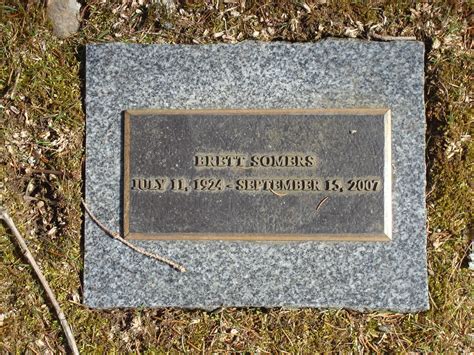 BRETT SOMERS
JULY 11, 1924 - SEPTEMBER 15, 2007